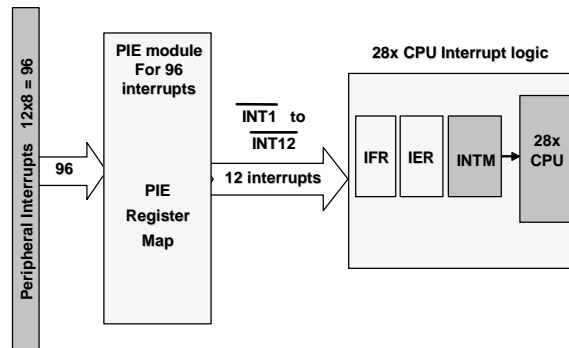 Peripheral Interrupts 12x8 = 96
96
PIE module
For 96
interrupts
PIE
Register
Map
INT1 to
INT12
12 interrupts
28x CPU Interrupt logic
IFR
IER
INTM
28x
CPU